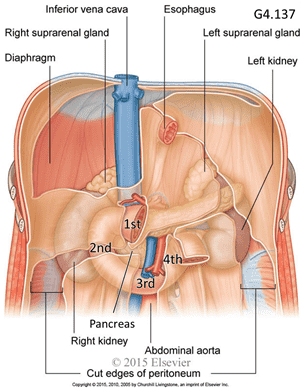 Inferior vena cava
Esophagus
G4.137
Right suprarenal gland
Left suprarenal gland
Diaphragm
Left kidney
1st
2nd
4th
3rd
Pancreas
Right kidney
Abdominal aorta
© 2015 Elsevier
Cut edges of peritoneum
Copyright © 2015, 2010, 2005 by Churchill Livingstone, an imprint of Elsevier Inc.